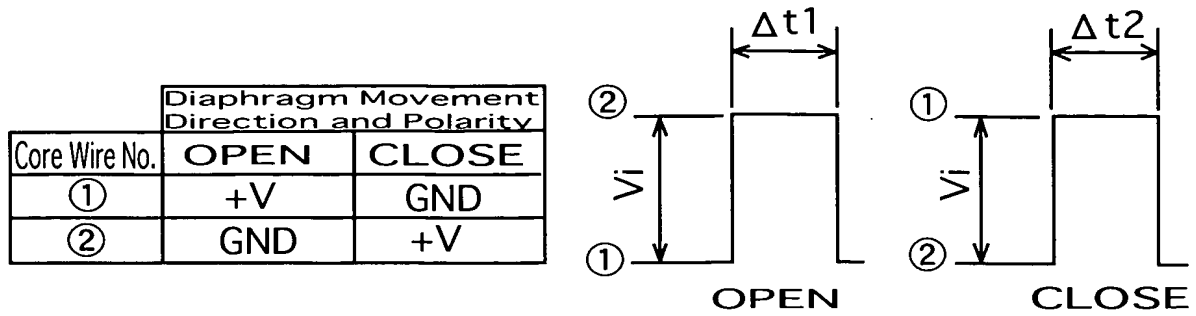 Diaphragm Movement
Direction and Polarity
Core Wire No. OPEN CLOSE
① +V GND
② GND +V
Δt1
②
Vi
①
OPEN
Δt2
①
Vi
②
CLOSE